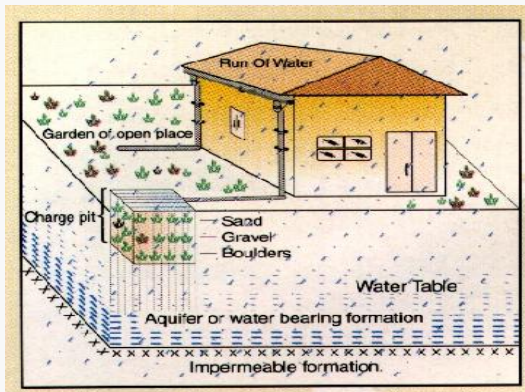 Run Of Water
Garden of open place
Charge pit
Sand
Gravel
Boulders
Water Table
Aquifer or water bearing formation
Impermeable formation.